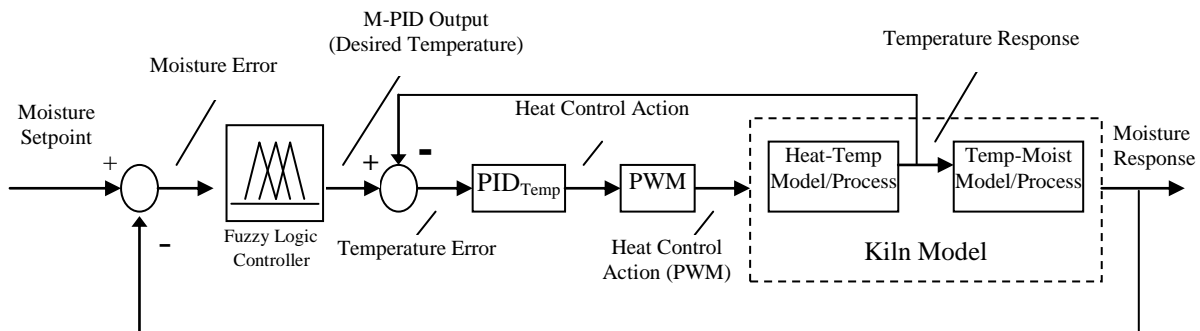 M-PID Output
(Desired Temperature)
Temperature Response
Moisture Error
Moisture
Setpoint
Heat Control Action
Moisture
Response
+
+
-
-
Heat-Temp
Model/Process
Temp-Moist
Model/Process
PIDTemp
PWM
Fuzzy Logic
Controller
Temperature Error
Heat Control
Action (PWM)
Kiln Model